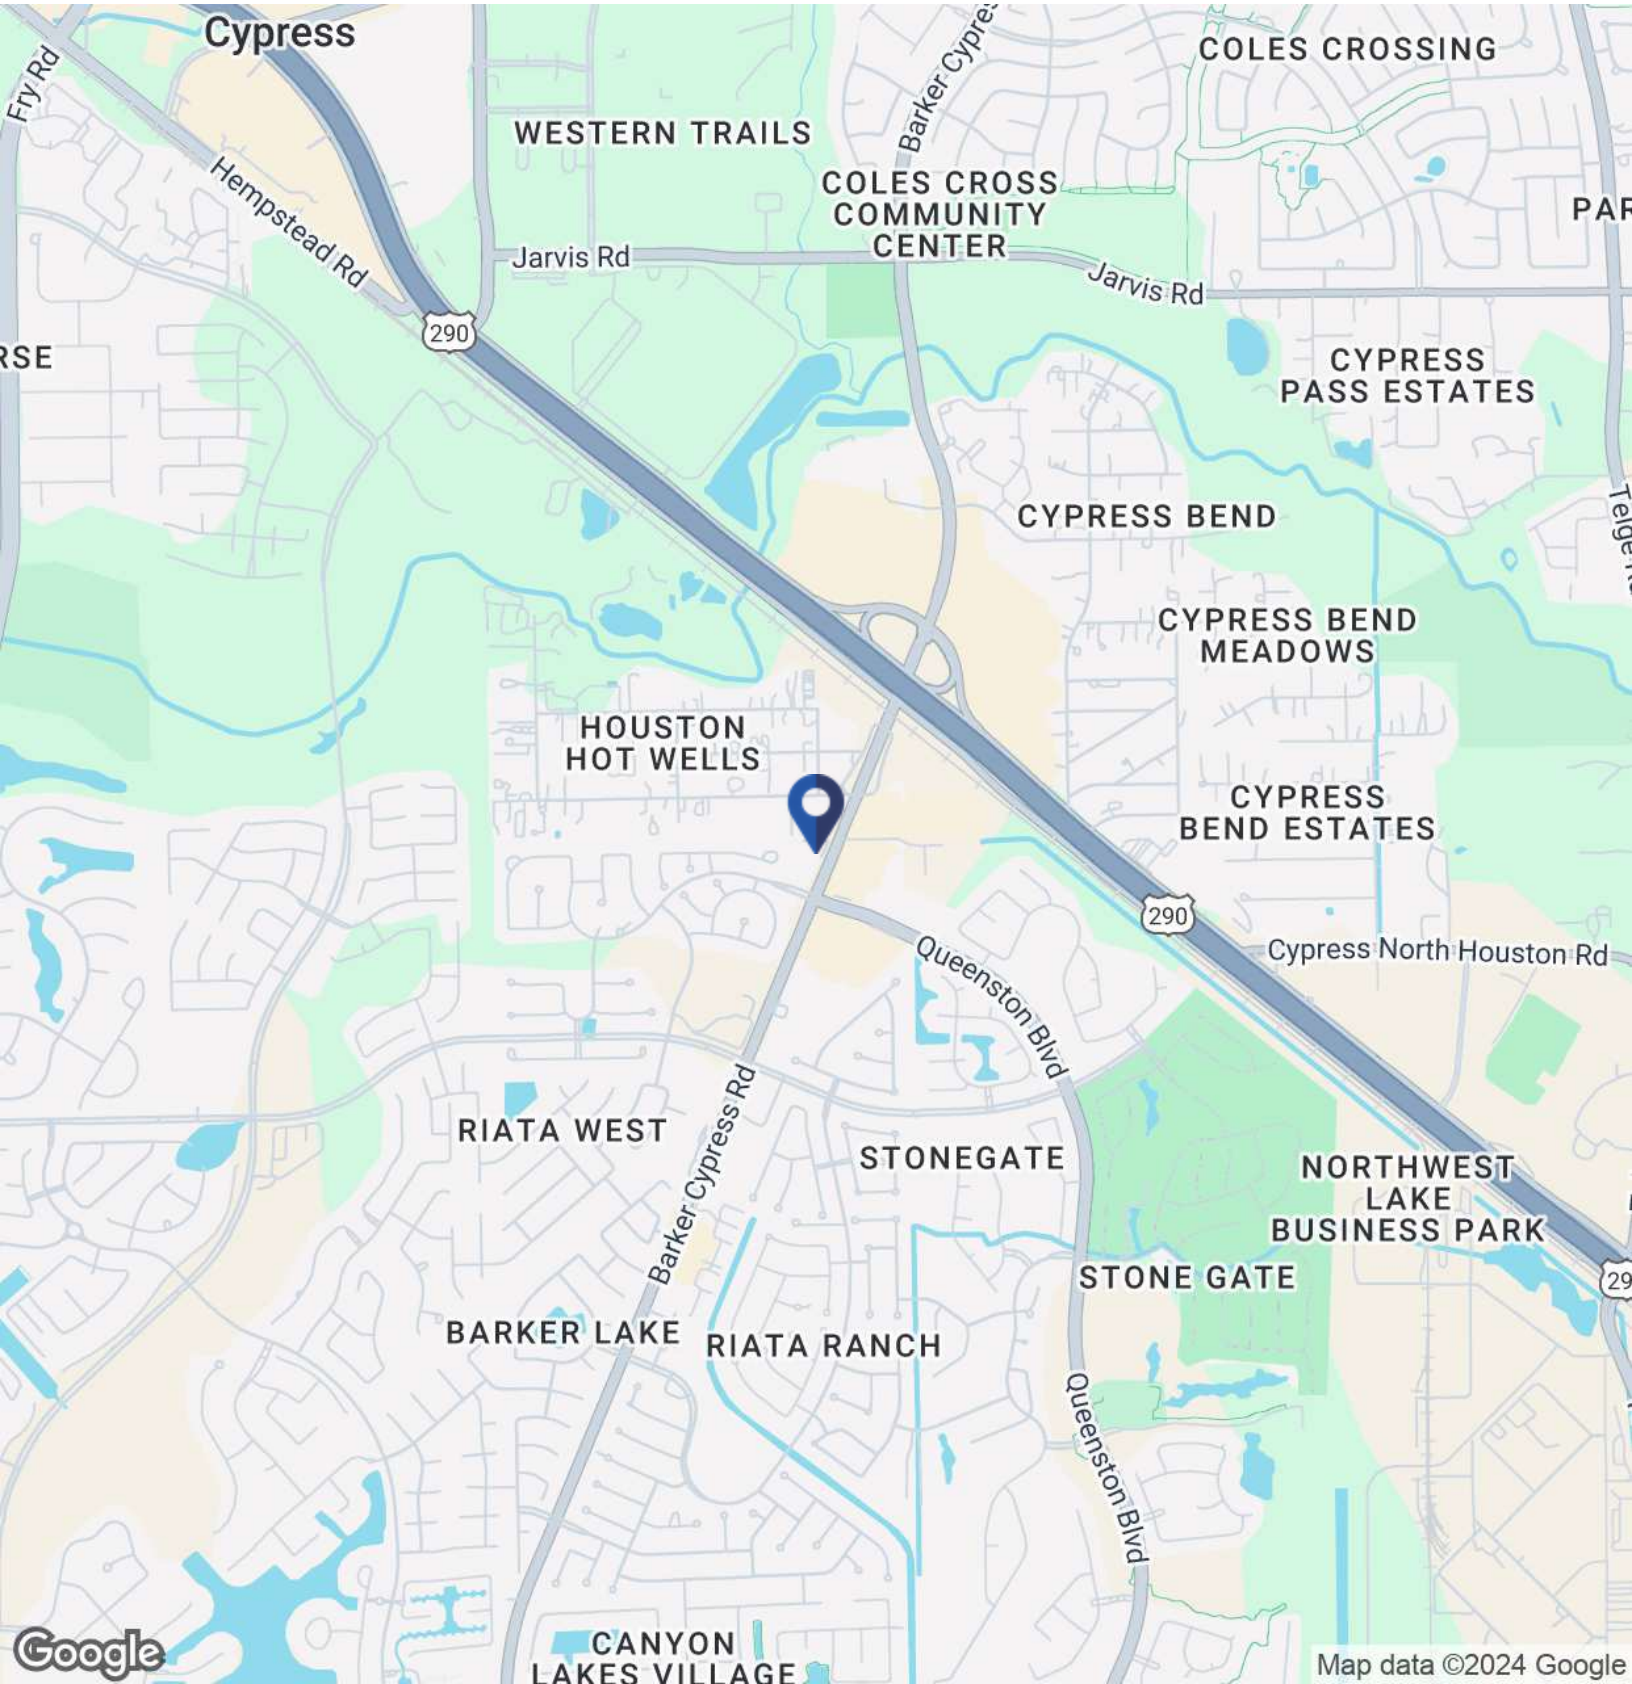 Cypress
COLES CROSSING
Fry Rd
Barker Cypres
WESTERN TRAILS
Hempstead Rd
COLES CROSS
COMMUNITY
CENTER
PAR
Jarvis Rd
Jarvis Rd
290
RSE
CYPRESS
PASS ESTATES
CYPRESS BEND
Telge R
CYPRESS BEND
MEADOWS
HOUSTON
HOT WELLS
CYPRESS
BEND ESTATES
290
Cypress North Houston Rd
Queenston Blvd
RIATA WEST
Barker Cypress Rd
STONEGATE
NORTHWEST
LAKE
BUSINESS PARK
STONE GATE
29
BARKER LAKE
RIATA RANCH
Queenston Blvd
CANYON
LAKES VILLAGE
Google
Map data ©2024 Google